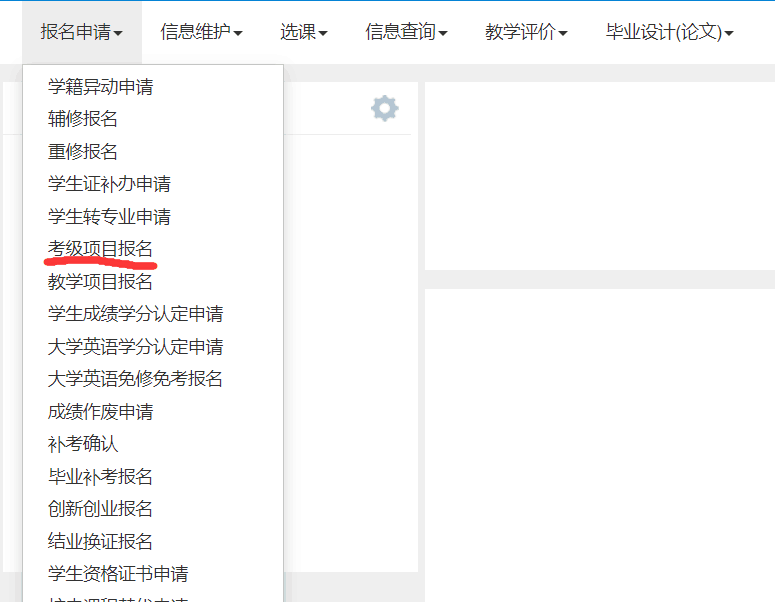 报名申请 信息维护 选课 信息查询 教学评价 毕业设计(论文)
学籍异动申请
辅修报名
重修报名
学生证补办申请
学生转专业申请
考级项目报名
教学项目报名
学生成绩学分认定申请
大学英语学分认定申请
大学英语免修免考报名
成绩作废申请
补考确认
毕业补考报名
创新创业报名
结业换证报名
学生资格证书申请